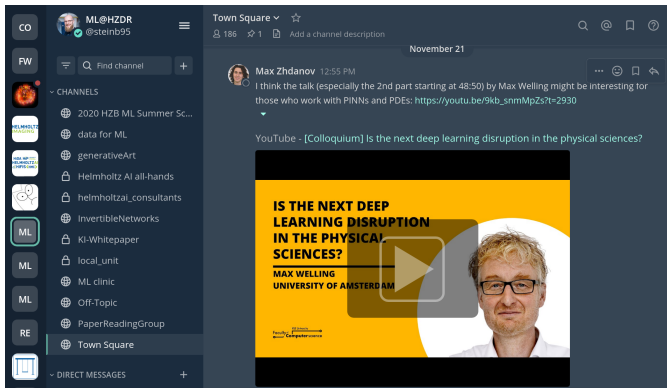 CO
FW
HELMHOLTZ
IMAGING
ML
ML
ML
RE
ML@HZDR
@steinb95
Find channel
CHANNELS
2020 HZB ML Summer Sc...
data for ML
generativeArt
Helmholtz AI all-hands
helmholtzai_consultants
InvertibleNetworks
KI-Whitepaper
local_unit
ML clinic
Off-Topic
PaperReadingGroup
Town Square
DIRECT MESSAGES
Town Square
186 1 Add a channel description
November 21
Max Zhdanov 12:55 PM
I think the talk (especially the 2nd part starting at 48:50) by Max Welling might be interesting for
those who work with PINNs and PDEs: https://youtu.be/9kb_snmMpZs?t=2930
YouTube - [Colloquium] Is the next deep learning disruption in the physical sciences?
IS THE NEXT DEEP
LEARNING DISRUPTION
IN THE PHYSICAL
SCIENCES?
MAX WELLING
UNIVERSITY OF AMSTERDAM
Faculty of
Computerscience